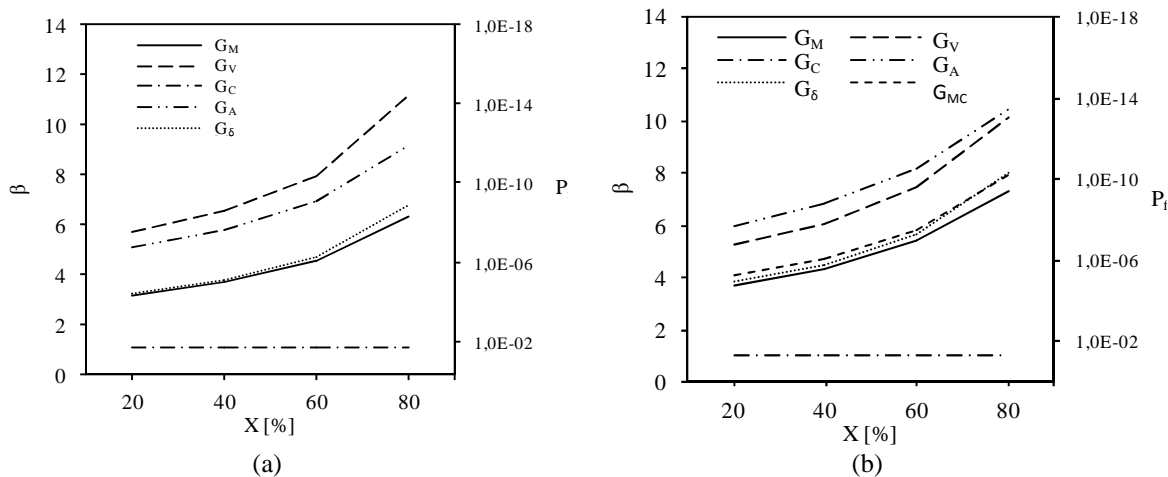 14
12
10
8
6
4
2
0
β
G_M
G_V
G_C
G_A
G_δ
1,0E-18
1,0E-14
1,0E-10
1,0E-06
1,0E-02
P
20 40 60 80
X [%]
(a)
14
12
10
8
6
4
2
0
β
G_M G_V
G_C G_A
G_δ G_MC
1,0E-18
1,0E-14
1,0E-10
1,0E-06
1,0E-02
P_f
20 40 60 80
X [%]
(b)